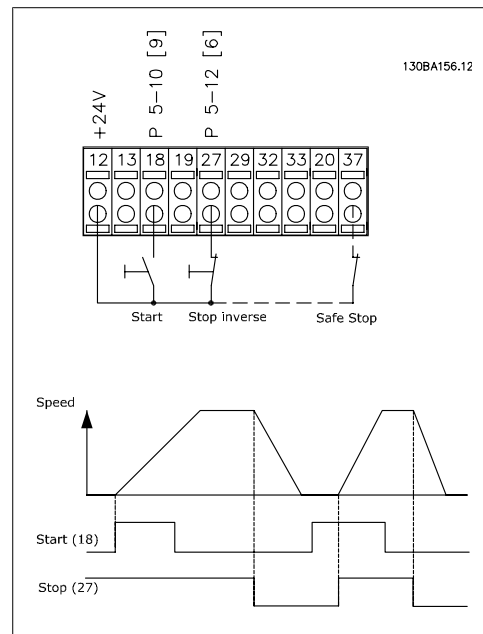 130BA156.12
+24V
P 5-10 [9]
P 5-12 [6]
12 13 18 19 27 29 32 33 20 37
Start
Stop inverse
Safe Stop
Speed
Start (18)
Stop (27)